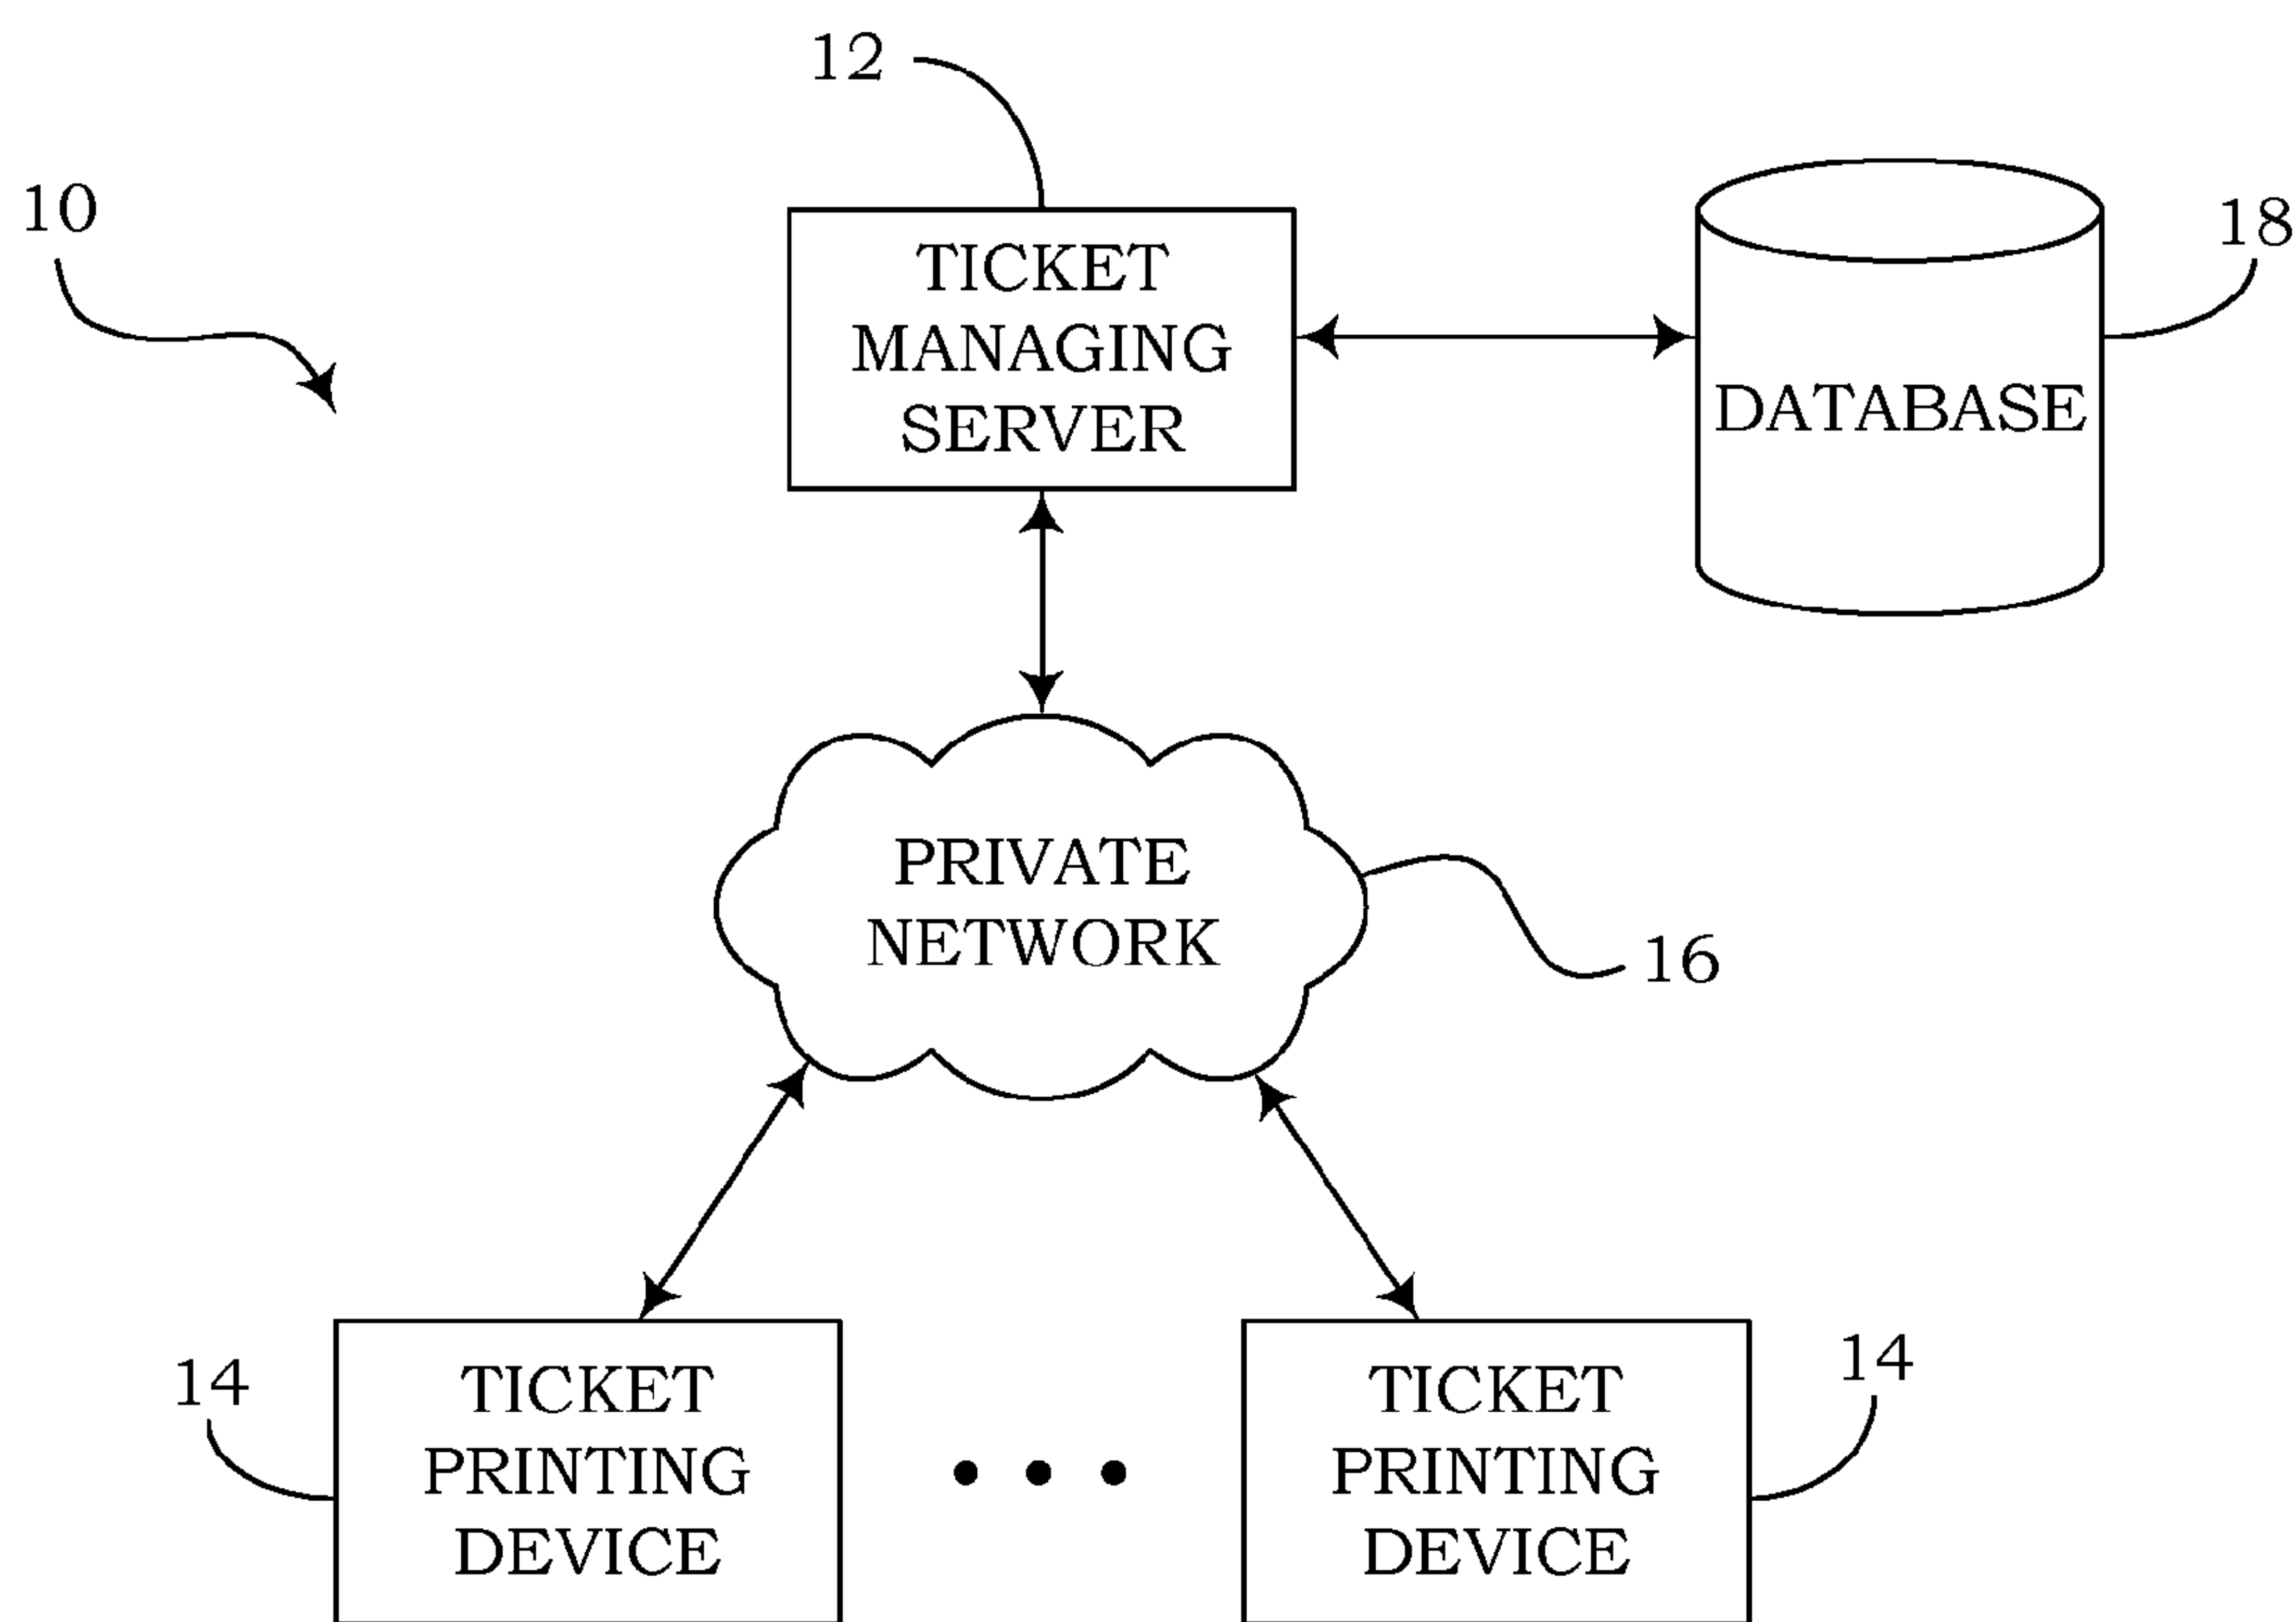 12
10
18
TICKET
MANAGING
SERVER
DATABASE
PRIVATE
NETWORK
16
14
TICKET
PRINTING
DEVICE
TICKET
PRINTING
DEVICE
14